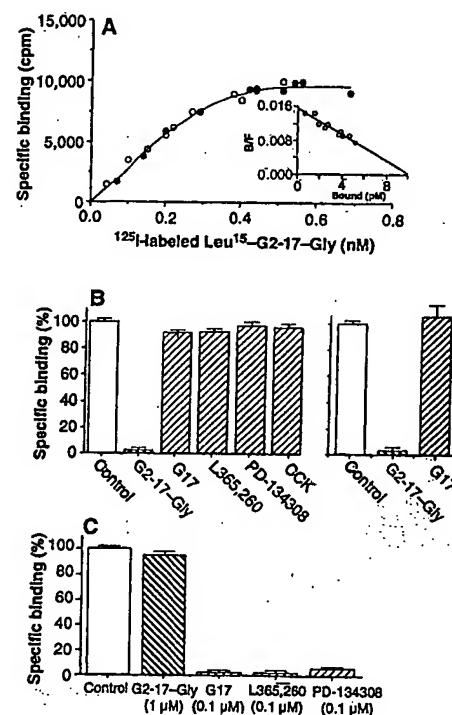 A
15,000
10,000
5,000
0
Specific binding (cpm)
0 0.2 0.4 0.6 0.8
¹²⁵I-labeled Leu¹⁵–G2-17–Gly (nM)
0.016
0.008
0.000
B/F
0 4 8
Bound (pM)
B
100
80
60
40
20
0
Specific binding (%)
Control
G2-17–Gly
G17
L365,260
PD-134308
OCK
Specific binding (%)
Control
G2-17–Gly
G17
C
100
80
60
40
20
0
Specific binding (%)
Control G2-17–Gly G17 L365,260 PD-134308
(1 µM) (0.1 µM) (0.1 µM) (0.1 µM)